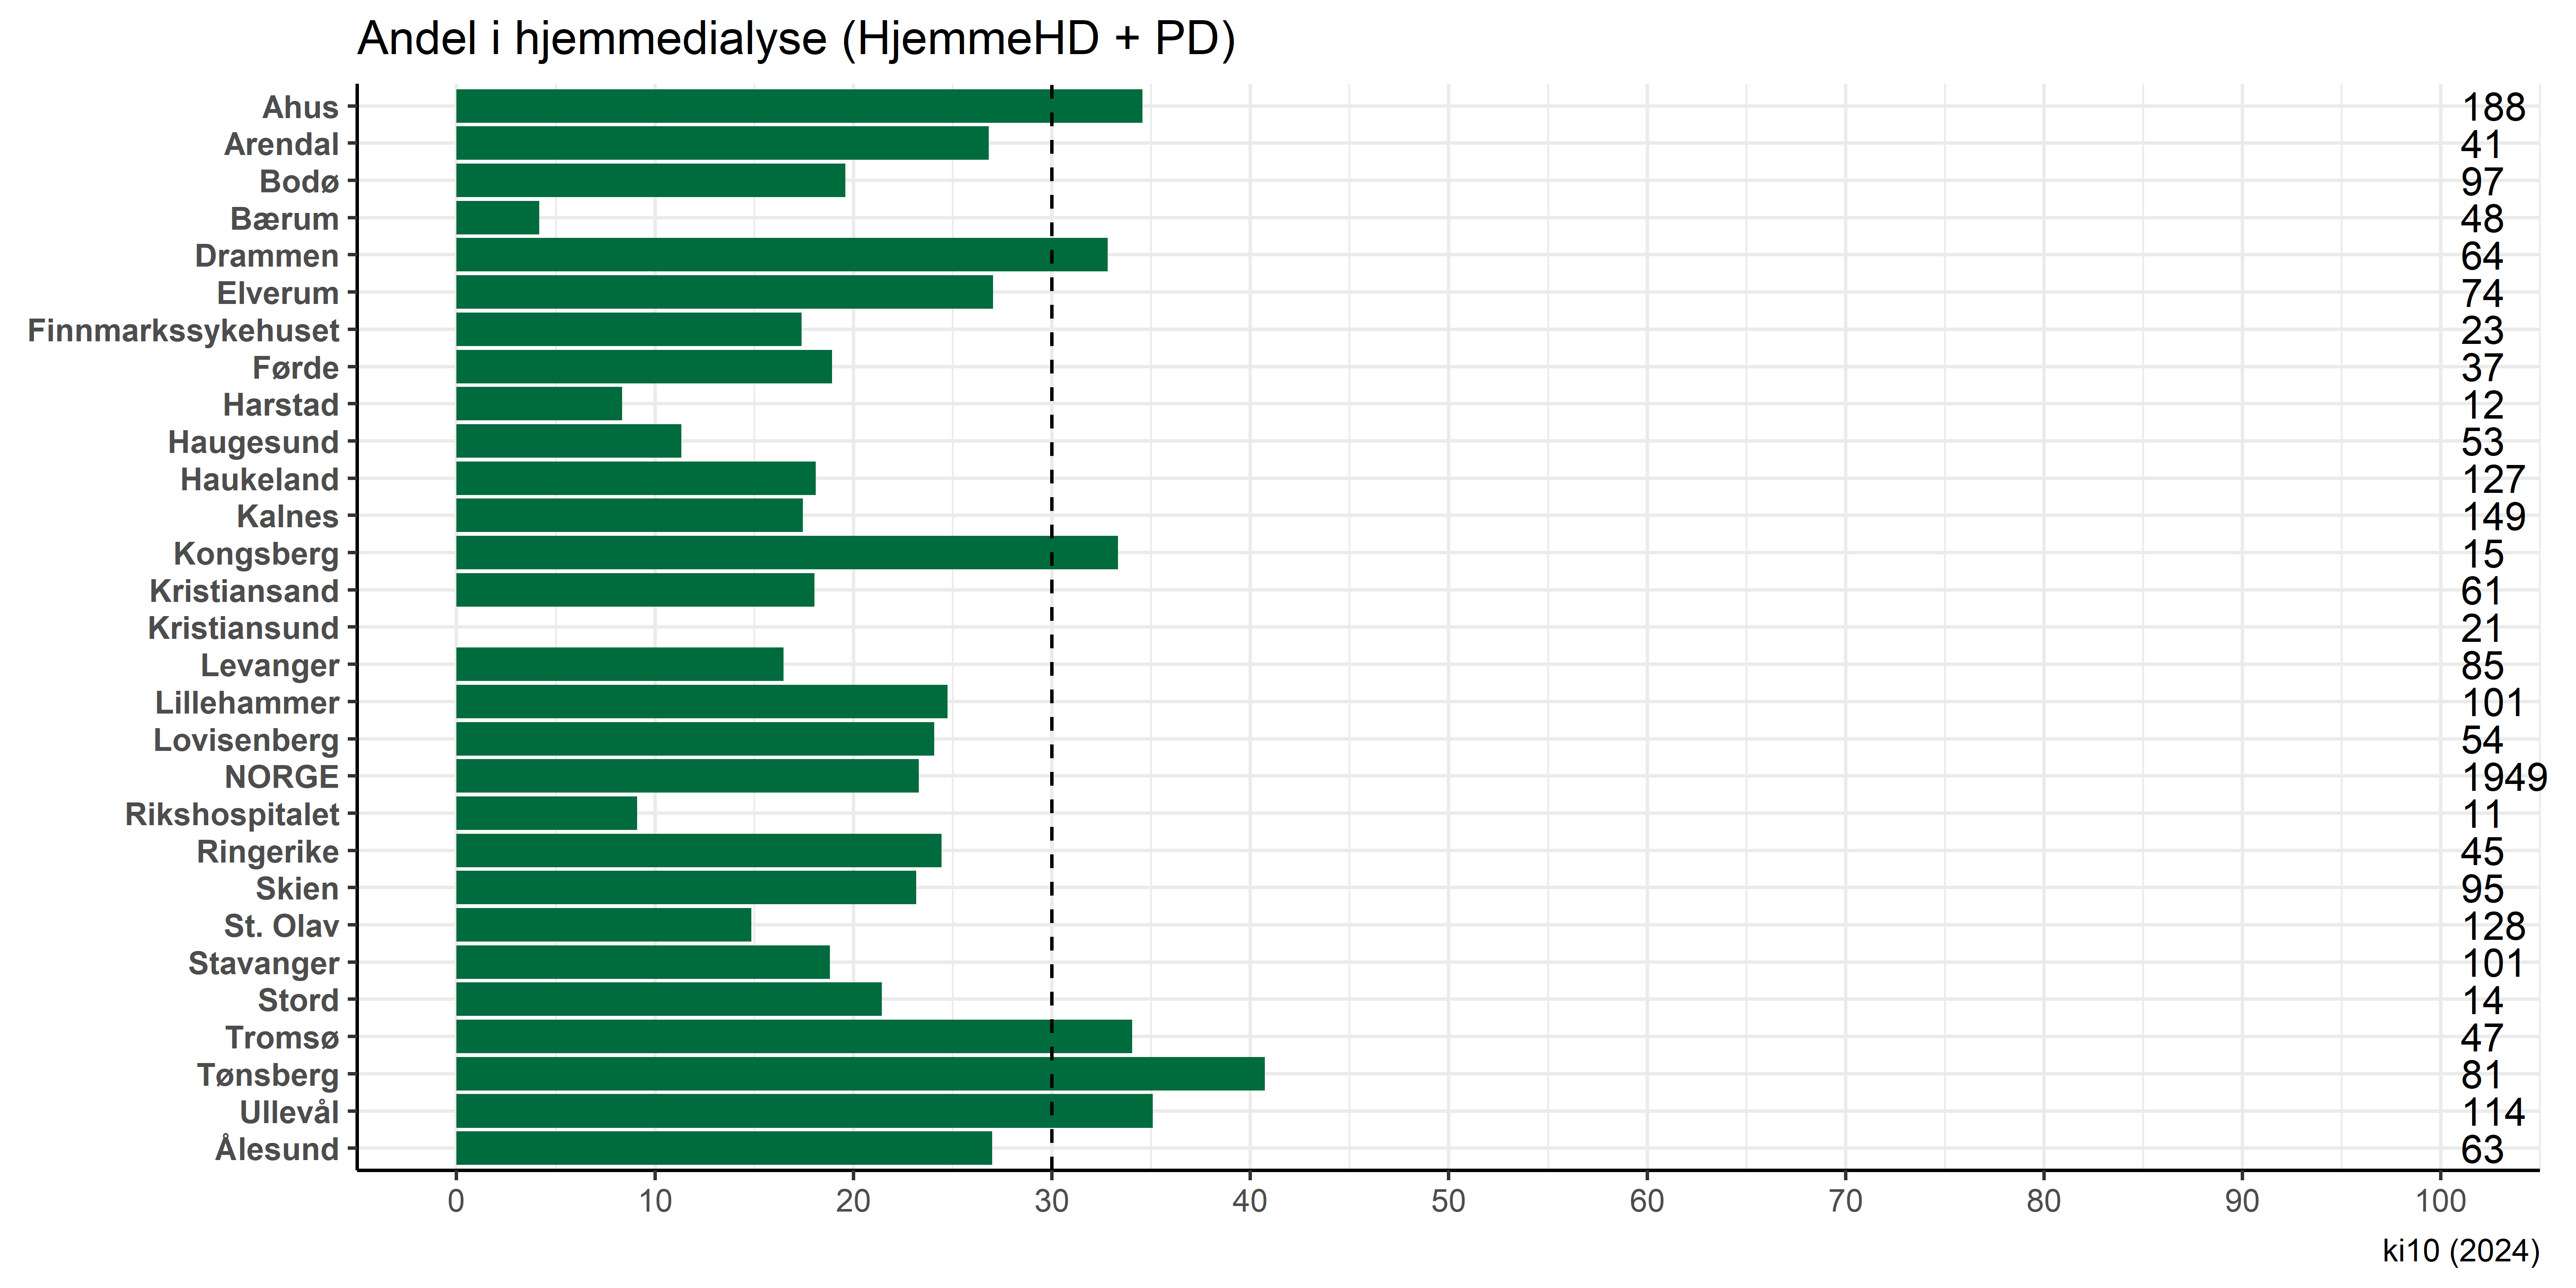 Andel i hjemmedialyse (HjemmeHD + PD)
Ahus 188
Arendal 41
Bodø 97
Bærum 48
Drammen 64
Elverum 74
Finnmarkssykehuset 23
Førde 37
Harstad 12
Haugesund 53
Haukeland 127
Kalnes 149
Kongsberg 15
Kristiansand 61
Kristiansund 21
Levanger 85
Lillehammer 101
Lovisenberg 54
NORGE 1949
Rikshospitalet 11
Ringerike 45
Skien 95
St. Olav 128
Stavanger 101
Stord 14
Tromsø 47
Tønsberg 81
Ullevål 114
Ålesund 63
0 10 20 30 40 50 60 70 80 90 100
ki10 (2024)